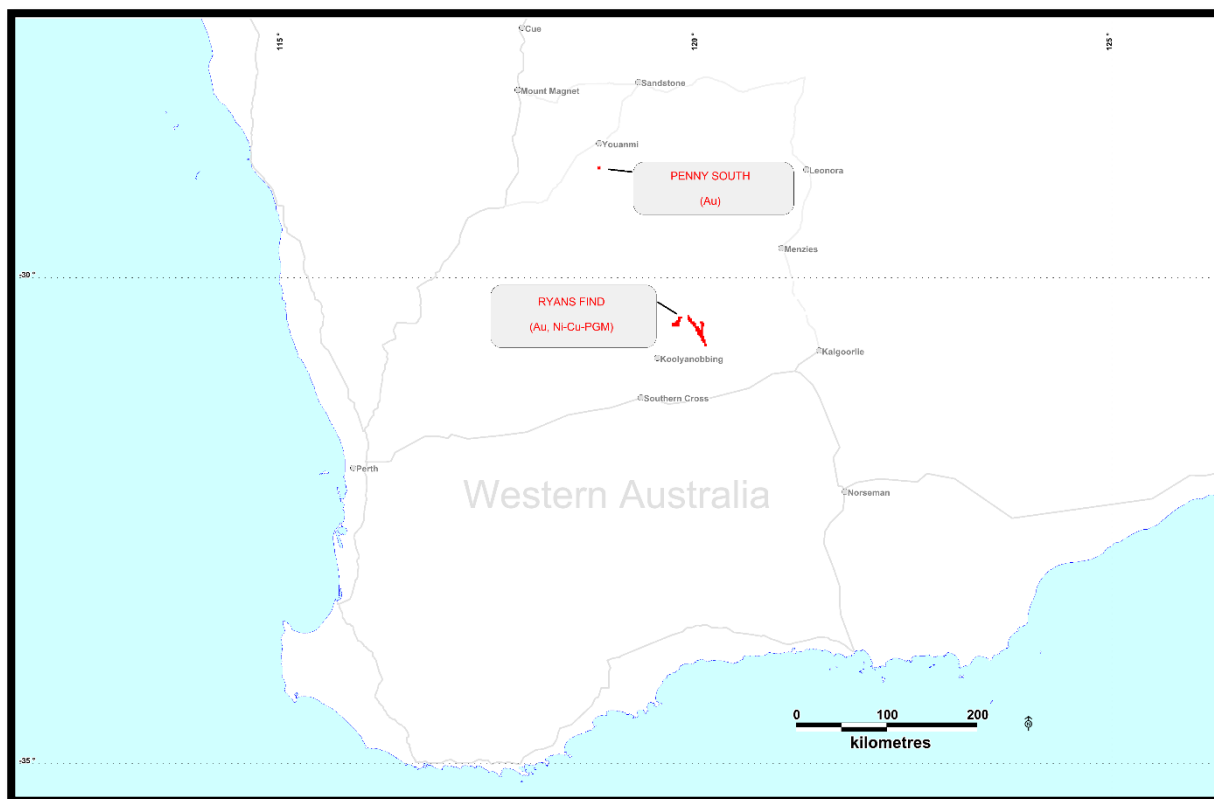 Cue
115 °
120 °
125 °
Sandstone
Mount Magnet
Youanmi
PENNY SOUTH
(Au)
Leonora
Menzies
-30 °
RYANS FIND
(Au, Ni-Cu-PGM)
Koolyanobbing
Kalgoorlie
Southern Cross
Perth
Western Australia
Norseman
0 100 200
kilometres
-35 °